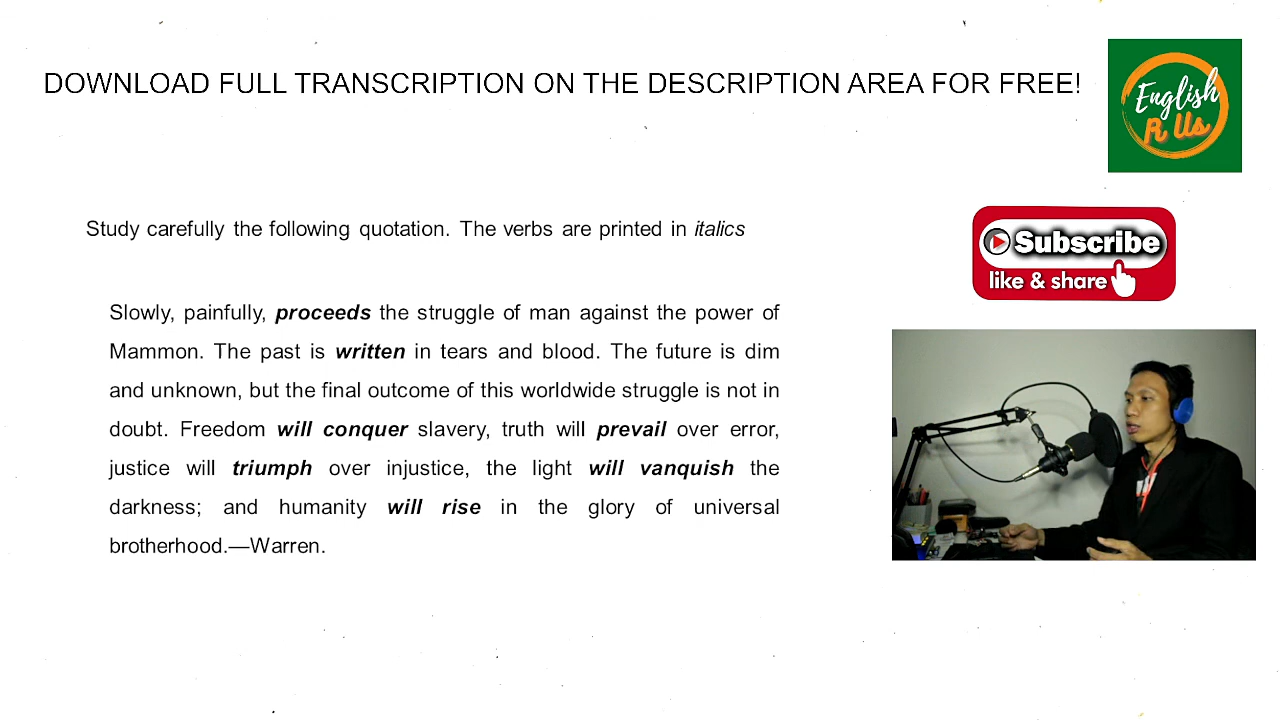 DOWNLOAD FULL TRANSCRIPTION ON THE DESCRIPTION AREA FOR FREE!
English
R Us
Study carefully the following quotation. The verbs are printed in italics
Subscribe
like & share
Slowly, painfully, proceeds the struggle of man against the power of
Mammon. The past is written in tears and blood. The future is dim
and unknown, but the final outcome of this worldwide struggle is not in
doubt. Freedom will conquer slavery, truth will prevail over error,
justice will triumph over injustice, the light will vanquish the
darkness; and humanity will rise in the glory of universal
brotherhood.—Warren.